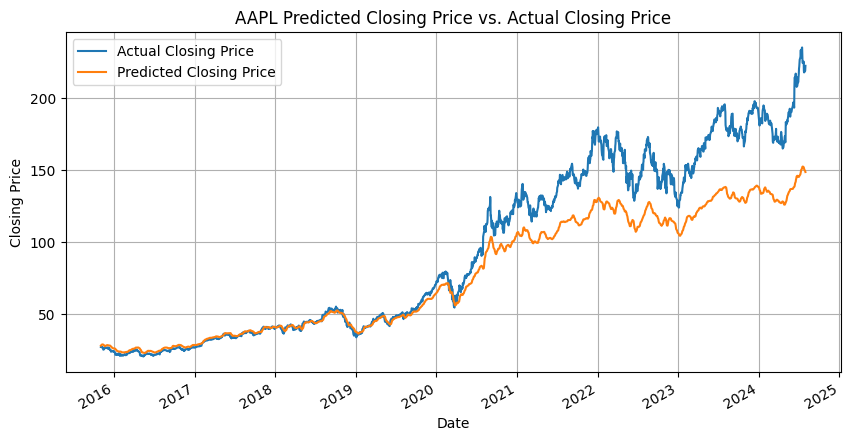 AAPL Predicted Closing Price vs. Actual Closing Price
Actual Closing Price
Predicted Closing Price
Closing Price
200
150
100
50
2016
2017
2018
2019
2020
2021
2022
2023
2024
2025
Date